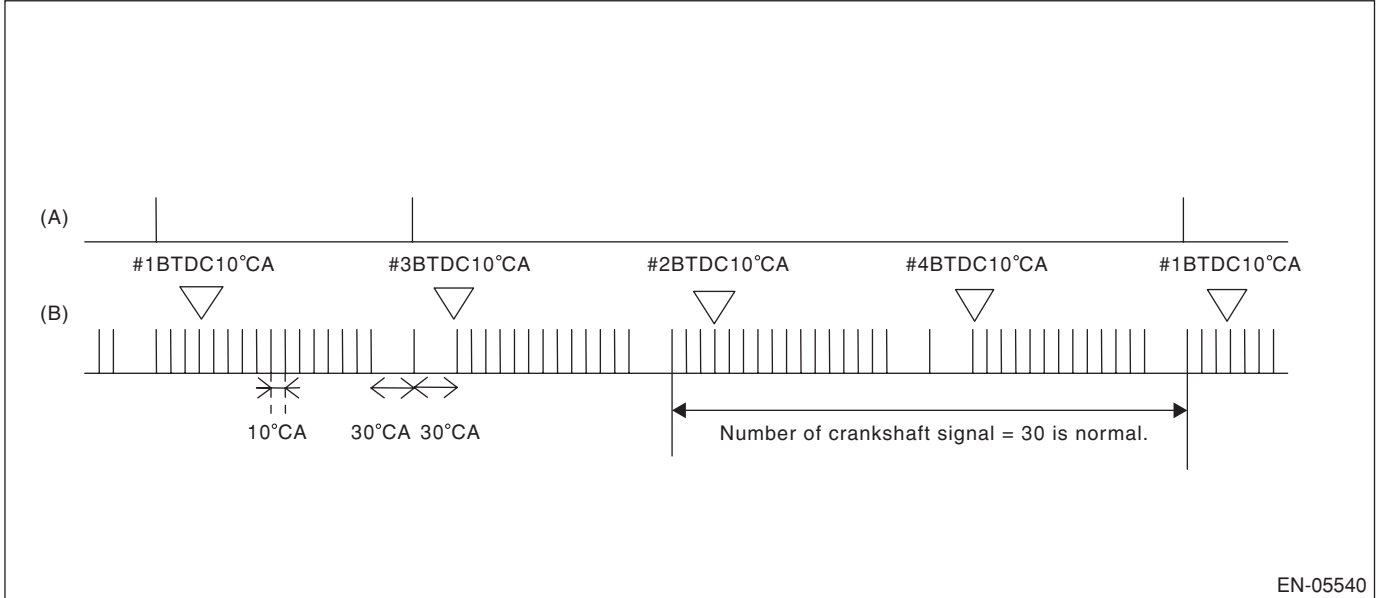 (A)
#1BTDC10°CA #3BTDC10°CA #2BTDC10°CA #4BTDC10°CA #1BTDC10°CA
(B)
10°CA 30°CA 30°CA Number of crankshaft signal = 30 is normal.
EN-05540